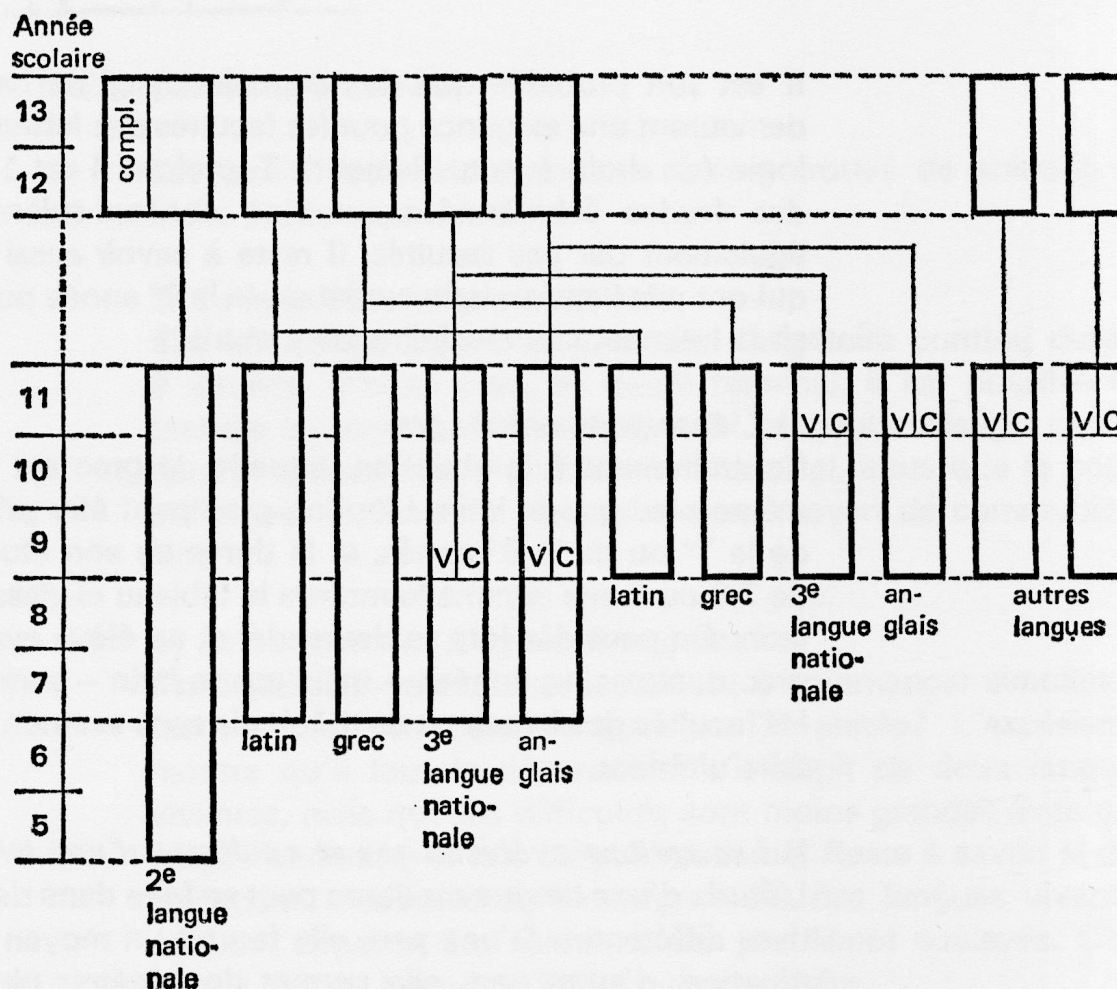 Année
scolaire
13
compl.
12
11
V C
V C
V C
V C
10
9
V C
V C
8
latin
grec
3e
langue
natio-
nale
an-
glais
autres
langues
7
6
latin
grec
3e
langue
natio-
nale
an-
glais
5
2e
langue
natio-
nale